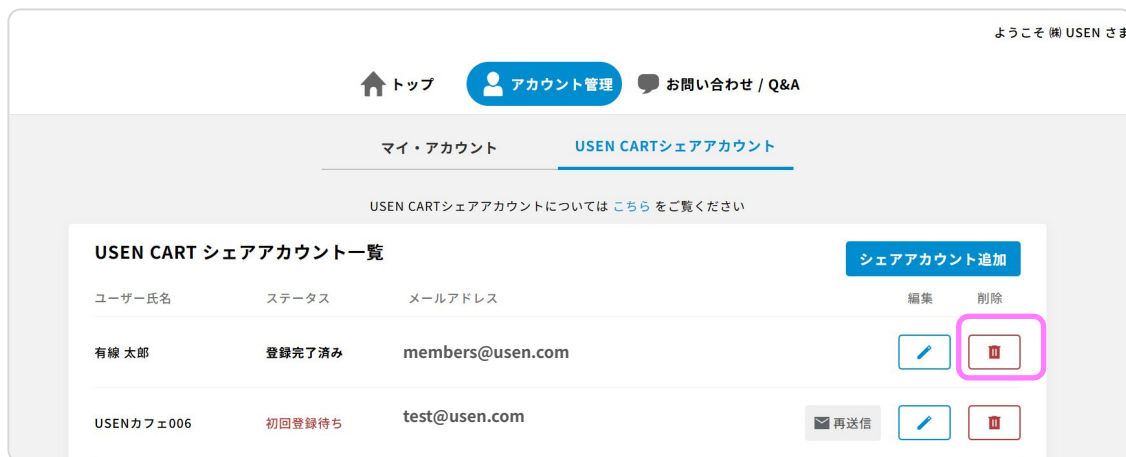 ようこそ ㈱ USEN さま
トップ アカウント管理 お問い合わせ / Q&A
マイ・アカウント USEN CARTシェアアカウント
USEN CARTシェアアカウントについては こちら をご覧ください
USEN CART シェアアカウント一覧 シェアアカウント追加
ユーザー氏名 ステータス メールアドレス 編集 削除
有線 太郎 登録完了済み members@usen.com
USENカフェ006 初回登録待ち test@usen.com 再送信